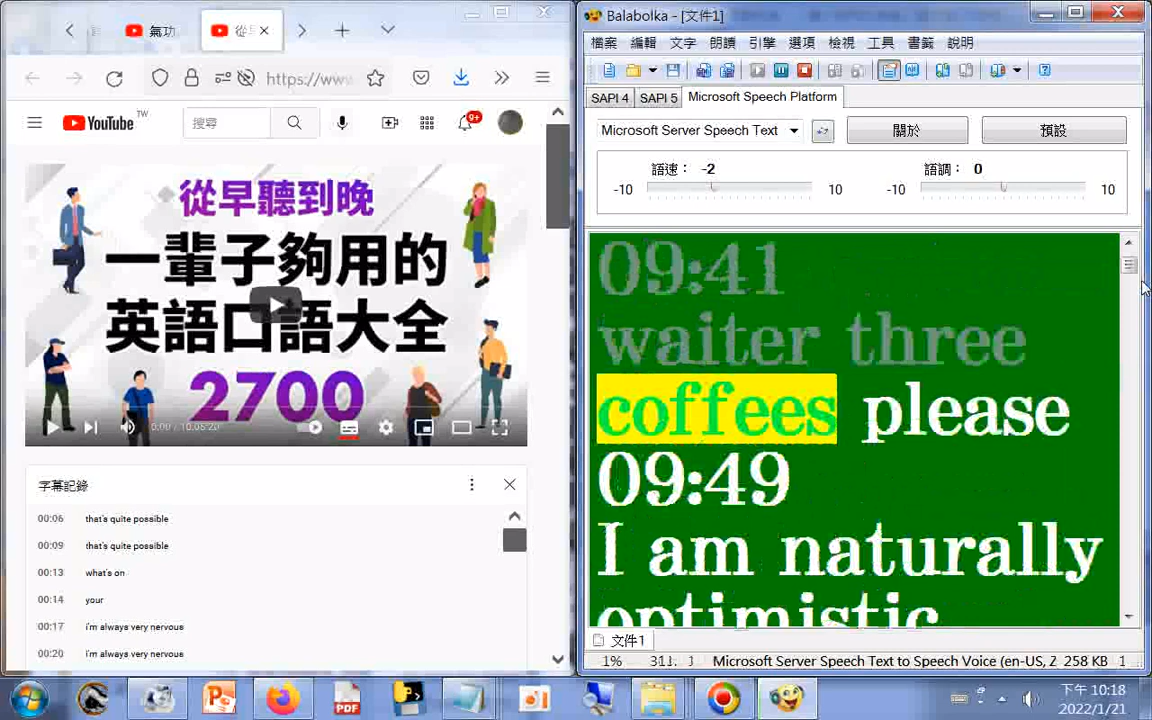 氣功
從
https://www
YouTube TW
搜尋
9+
從早聽到晚
一輩子夠用的
英語口語大全
2700
0:00 / 10:05:20
字幕記錄
00:06 that's quite possible
00:09 that's quite possible
00:13 what's on
00:14 your
00:17 i'm always very nervous
00:20 i'm always very nervous
Balabolka - [文件1]
檔案 編輯 文字 朗讀 引擎 選項 檢視 工具 書籤 說明
SAPI 4 SAPI 5 Microsoft Speech Platform
Microsoft Server Speech Text 關於 預設
語速： -2 語調： 0
-10 10 -10 10
09:41
waiter three
coffees please
09:49
I am naturally
optimistic
文件1
1% Microsoft Server Speech Text to Speech Voice (en-US, Z 258 KB 1
PDF
下午 10:18
2022/1/21